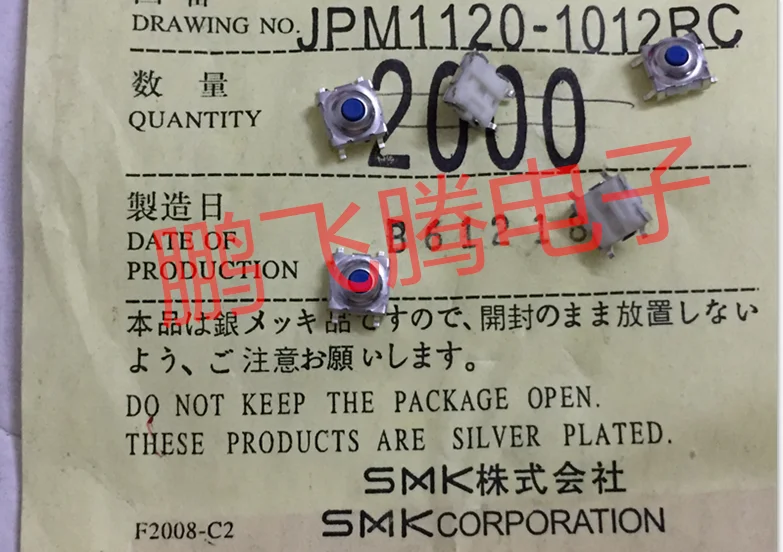 DRAWING NO. JPM1120-1012RC
数 量
QUANTITY 2000
製造日
DATE OF
PRODUCTION B61218
鹏飞腾电子
本品は銀メッキ品ですので、開封のまま放置しない
よう、ご注意お願いします。
DO NOT KEEP THE PACKAGE OPEN.
THESE PRODUCTS ARE SILVER PLATED.
SMK株式会社
F2008-C2 SMK CORPORATION